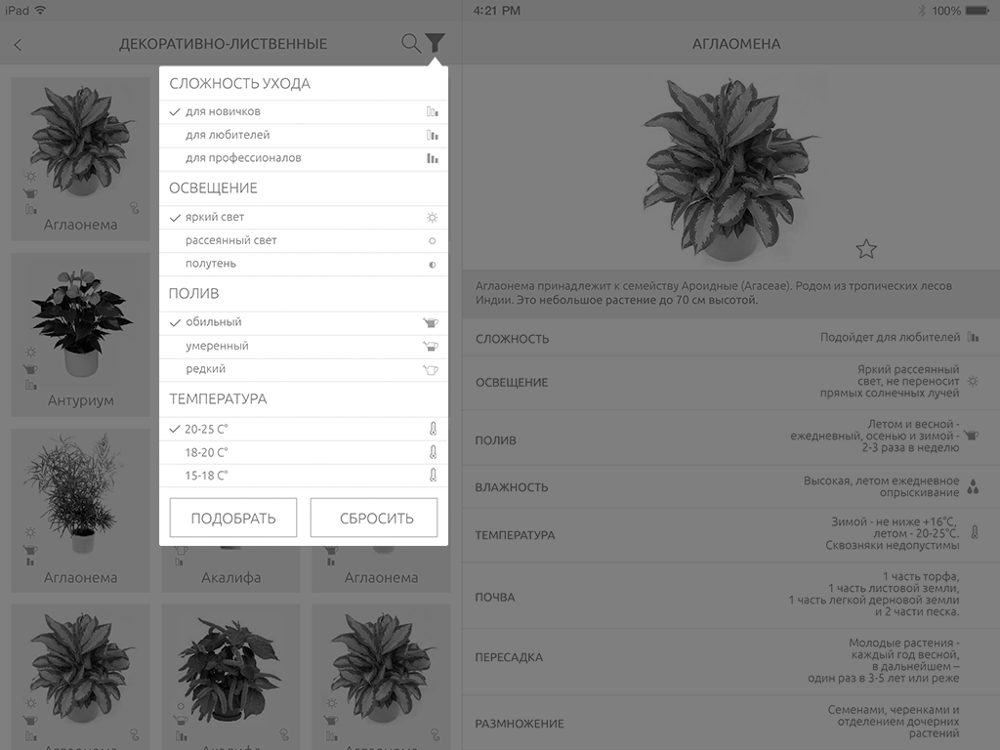 iPad
4:21 PM
100%
ДЕКОРАТИВНО-ЛИСТВЕННЫЕ
АГЛАОМЕНА
СЛОЖНОСТЬ УХОДА
для новичков
для любителей
для профессионалов
ОСВЕЩЕНИЕ
яркий свет
рассеянный свет
полутень
ПОЛИВ
обильный
умеренный
редкий
ТЕМПЕРАТУРА
20-25 C°
18-20 C°
15-18 C°
ПОДОБРАТЬ
СБРОСИТЬ
Аглаонема
Антуриум
Аглаонема
Акалифа
Аглаонема
Аглаонема
Акалифа
Аглаонема
Аглаонема принадлежит к семейству Ароидные (Araceae). Родом из тропических лесов
Индии. Это небольшое растение до 70 см высотой.
СЛОЖНОСТЬ
Подойдет для любителей
ОСВЕЩЕНИЕ
Яркий рассеянный
свет, не переносит
прямых солнечных лучей
ПОЛИВ
Летом и весной -
ежедневный, осенью и зимой -
2-3 раза в неделю
ВЛАЖНОСТЬ
Высокая, летом ежедневное
опрыскивание
ТЕМПЕРАТУРА
Зимой - не ниже +16°C,
летом - 20-25°C.
Сквозняки недопустимы
ПОЧВА
1 часть торфа,
1 часть листовой земли,
1 часть легкой дерновой земли
и 2 части песка.
ПЕРЕСАДКА
Молодые растения -
каждый год весной,
в дальнейшем –
один раз в 3-5 лет или реже
РАЗМНОЖЕНИЕ
Семенами, черенками и
отделением дочерних
растений